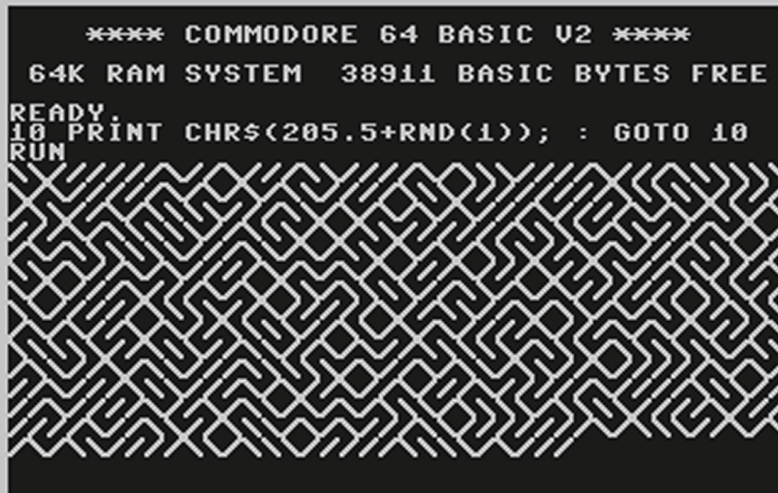 **** COMMODORE 64 BASIC V2 ****
64K RAM SYSTEM  38911 BASIC BYTES FREE
READY.
10 PRINT CHR$(205.5+RND(1)); : GOTO 10
RUN